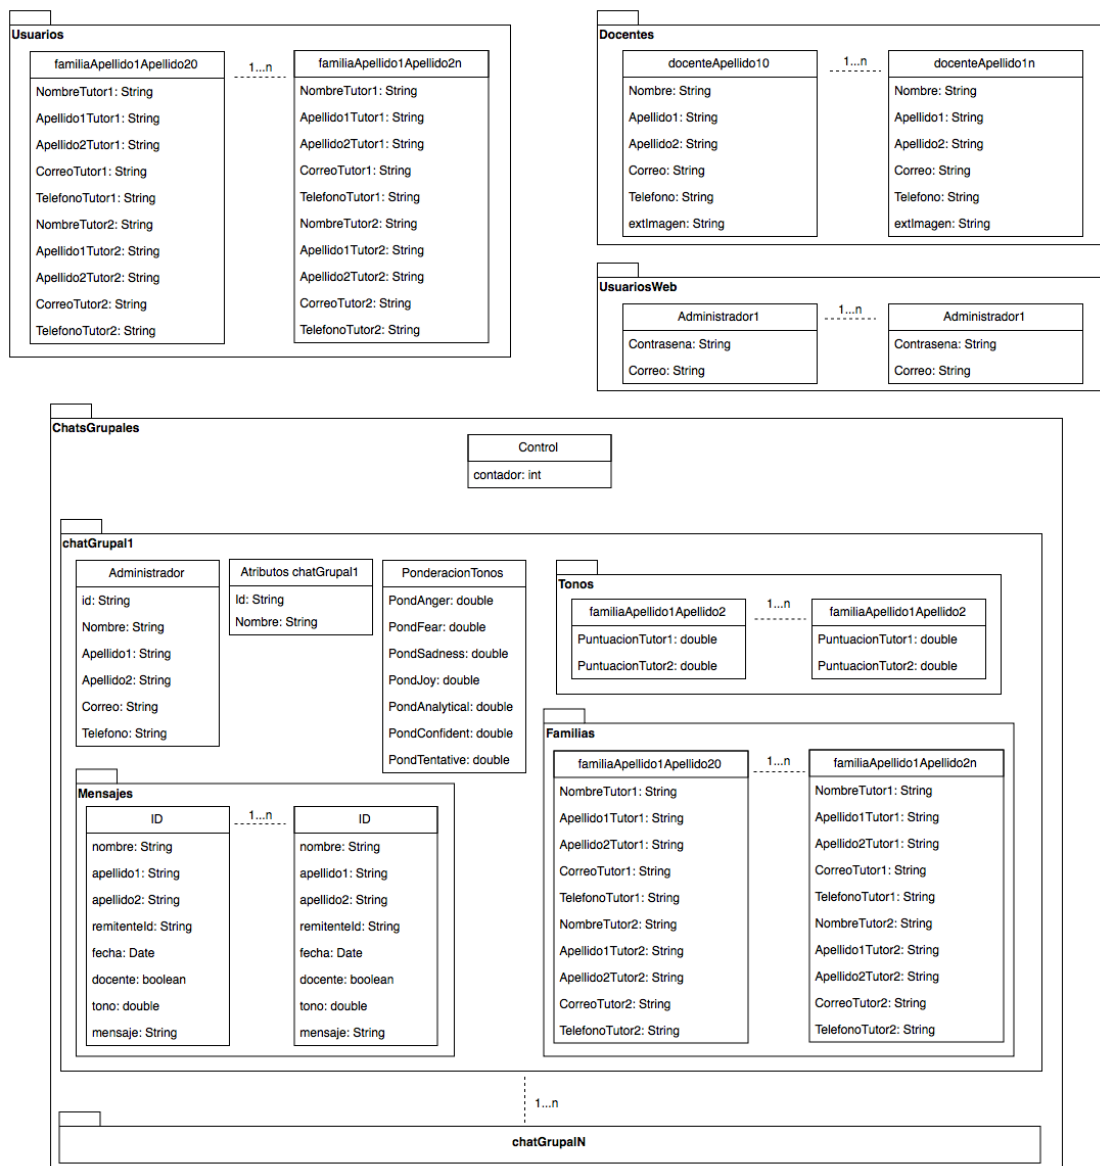 Usuarios
familiaApellido1Apellido20
NombreTutor1: String
Apellido1Tutor1: String
Apellido2Tutor1: String
CorreoTutor1: String
TelefonoTutor1: String
NombreTutor2: String
Apellido1Tutor2: String
Apellido2Tutor2: String
CorreoTutor2: String
TelefonoTutor2: String
1...n
familiaApellido1Apellido2n
NombreTutor1: String
Apellido1Tutor1: String
Apellido2Tutor1: String
CorreoTutor1: String
TelefonoTutor1: String
NombreTutor2: String
Apellido1Tutor2: String
Apellido2Tutor2: String
CorreoTutor2: String
TelefonoTutor2: String
Docentes
docenteApellido10
Nombre: String
Apellido1: String
Apellido2: String
Correo: String
Telefono: String
extImagen: String
1...n
docenteApellido1n
Nombre: String
Apellido1: String
Apellido2: String
Correo: String
Telefono: String
extImagen: String
UsuariosWeb
Administrador1
Contrasena: String
Correo: String
1...n
Administrador1
Contrasena: String
Correo: String
ChatsGrupales
Control
contador: int
chatGrupal1
Administrador
id: String
Nombre: String
Apellido1: String
Apellido2: String
Correo: String
Telefono: String
Atributos chatGrupal1
Id: String
Nombre: String
PonderacionTonos
PondAnger: double
PondFear: double
PondSadness: double
PondJoy: double
PondAnalytical: double
PondConfident: double
PondTentative: double
Tonos
familiaApellido1Apellido2
PuntuacionTutor1: double
PuntuacionTutor2: double
1...n
familiaApellido1Apellido2
PuntuacionTutor1: double
PuntuacionTutor2: double
Mensajes
ID
nombre: String
apellido1: String
apellido2: String
remitenteId: String
fecha: Date
docente: boolean
tono: double
mensaje: String
1...n
ID
nombre: String
apellido1: String
apellido2: String
remitenteId: String
fecha: Date
docente: boolean
tono: double
mensaje: String
Familias
familiaApellido1Apellido20
NombreTutor1: String
Apellido1Tutor1: String
Apellido2Tutor1: String
CorreoTutor1: String
TelefonoTutor1: String
NombreTutor2: String
Apellido1Tutor2: String
Apellido2Tutor2: String
CorreoTutor2: String
TelefonoTutor2: String
1...n
familiaApellido1Apellido2n
NombreTutor1: String
Apellido1Tutor1: String
Apellido2Tutor1: String
CorreoTutor1: String
TelefonoTutor1: String
NombreTutor2: String
Apellido1Tutor2: String
Apellido2Tutor2: String
CorreoTutor2: String
TelefonoTutor2: String
1...n
chatGrupalN